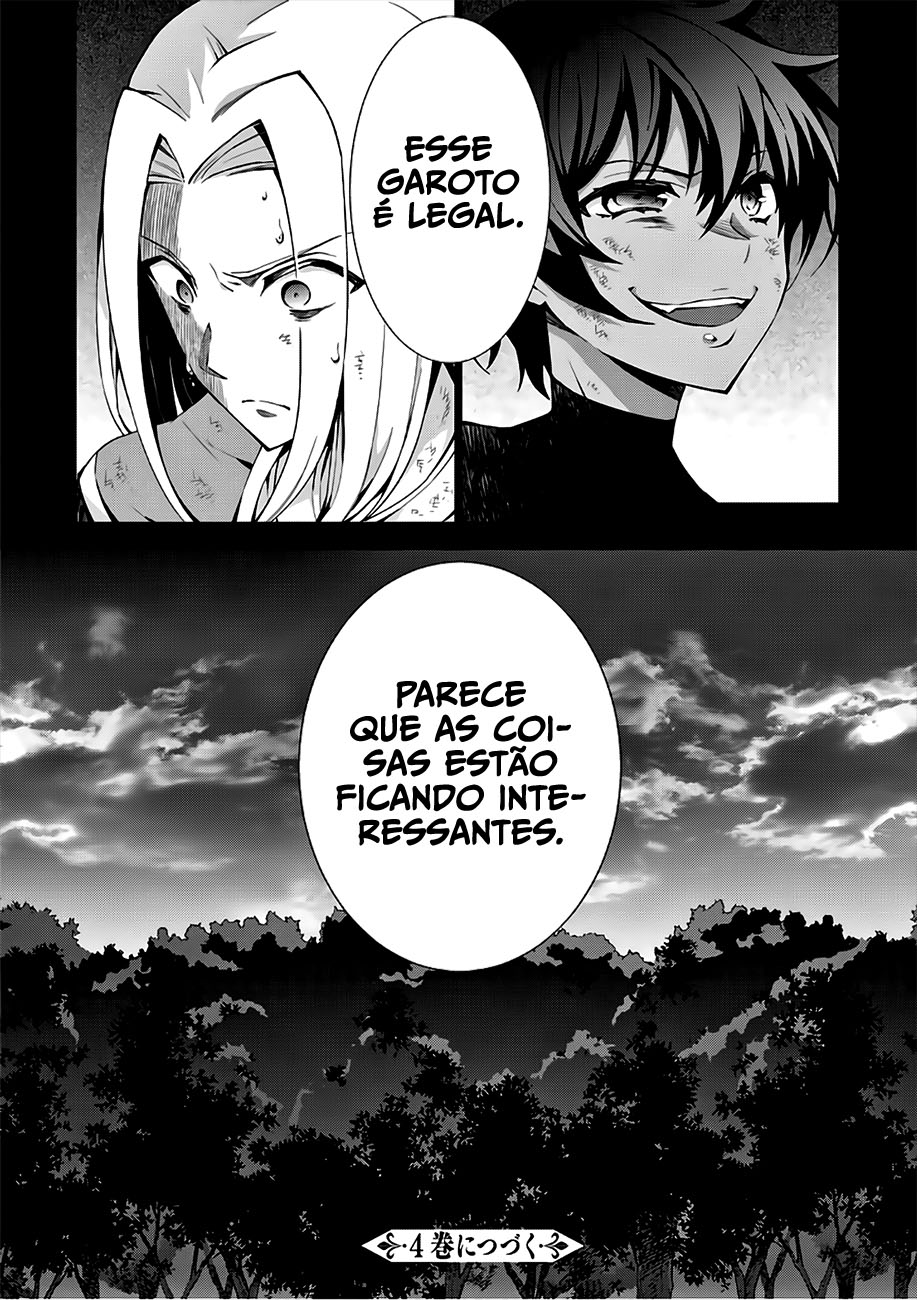 ESSE
GAROTO
É LEGAL.
PARECE
QUE AS COI-
SAS ESTÃO
FICANDO INTE-
RESSANTES.
・4巻につづく・